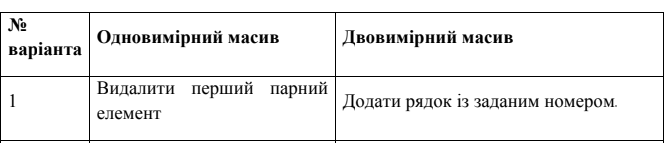 №
варіанта
Одновимірний масив
Двовимірний масив
1
Видалити перший парний
елемент
Додати рядок із заданим номером.